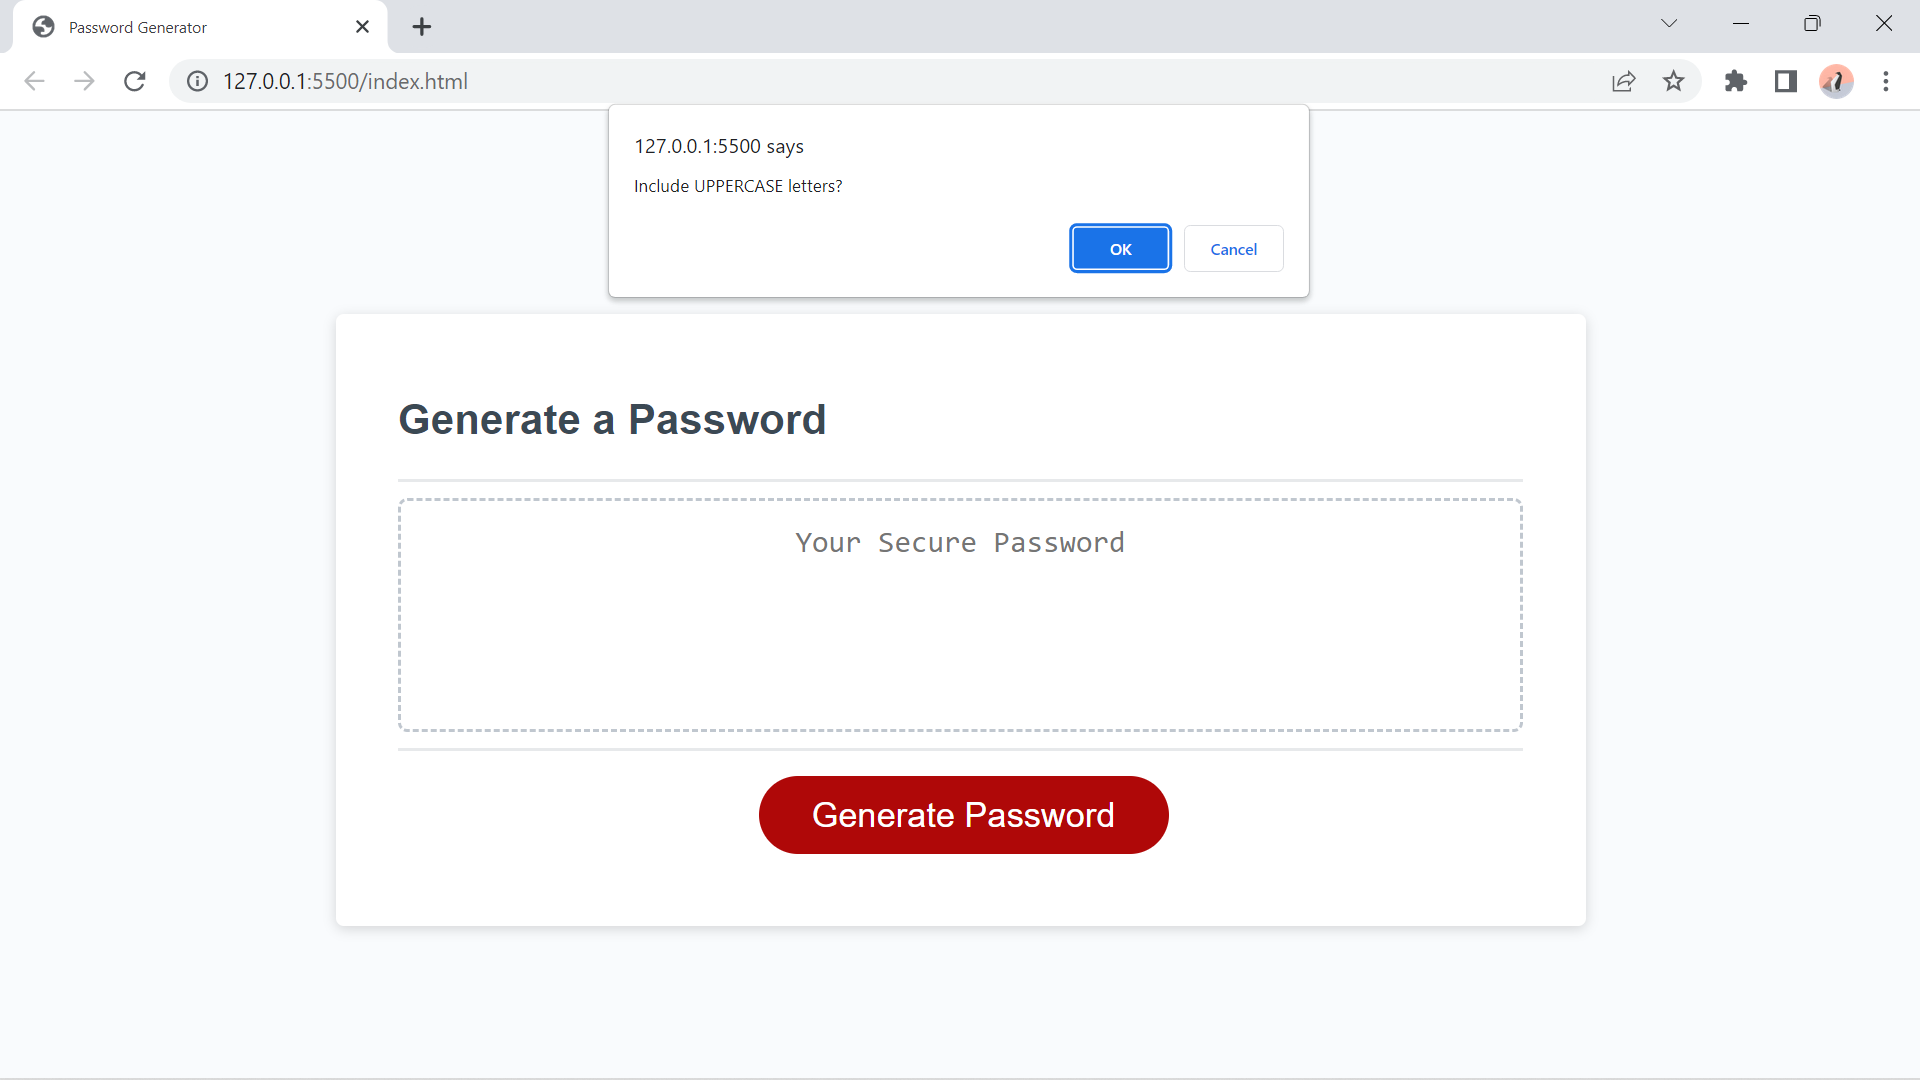 Password Generator
127.0.0.1:5500/index.html
127.0.0.1:5500 says
Include UPPERCASE letters?
OK
Cancel
Generate a Password
Your Secure Password
Generate Password